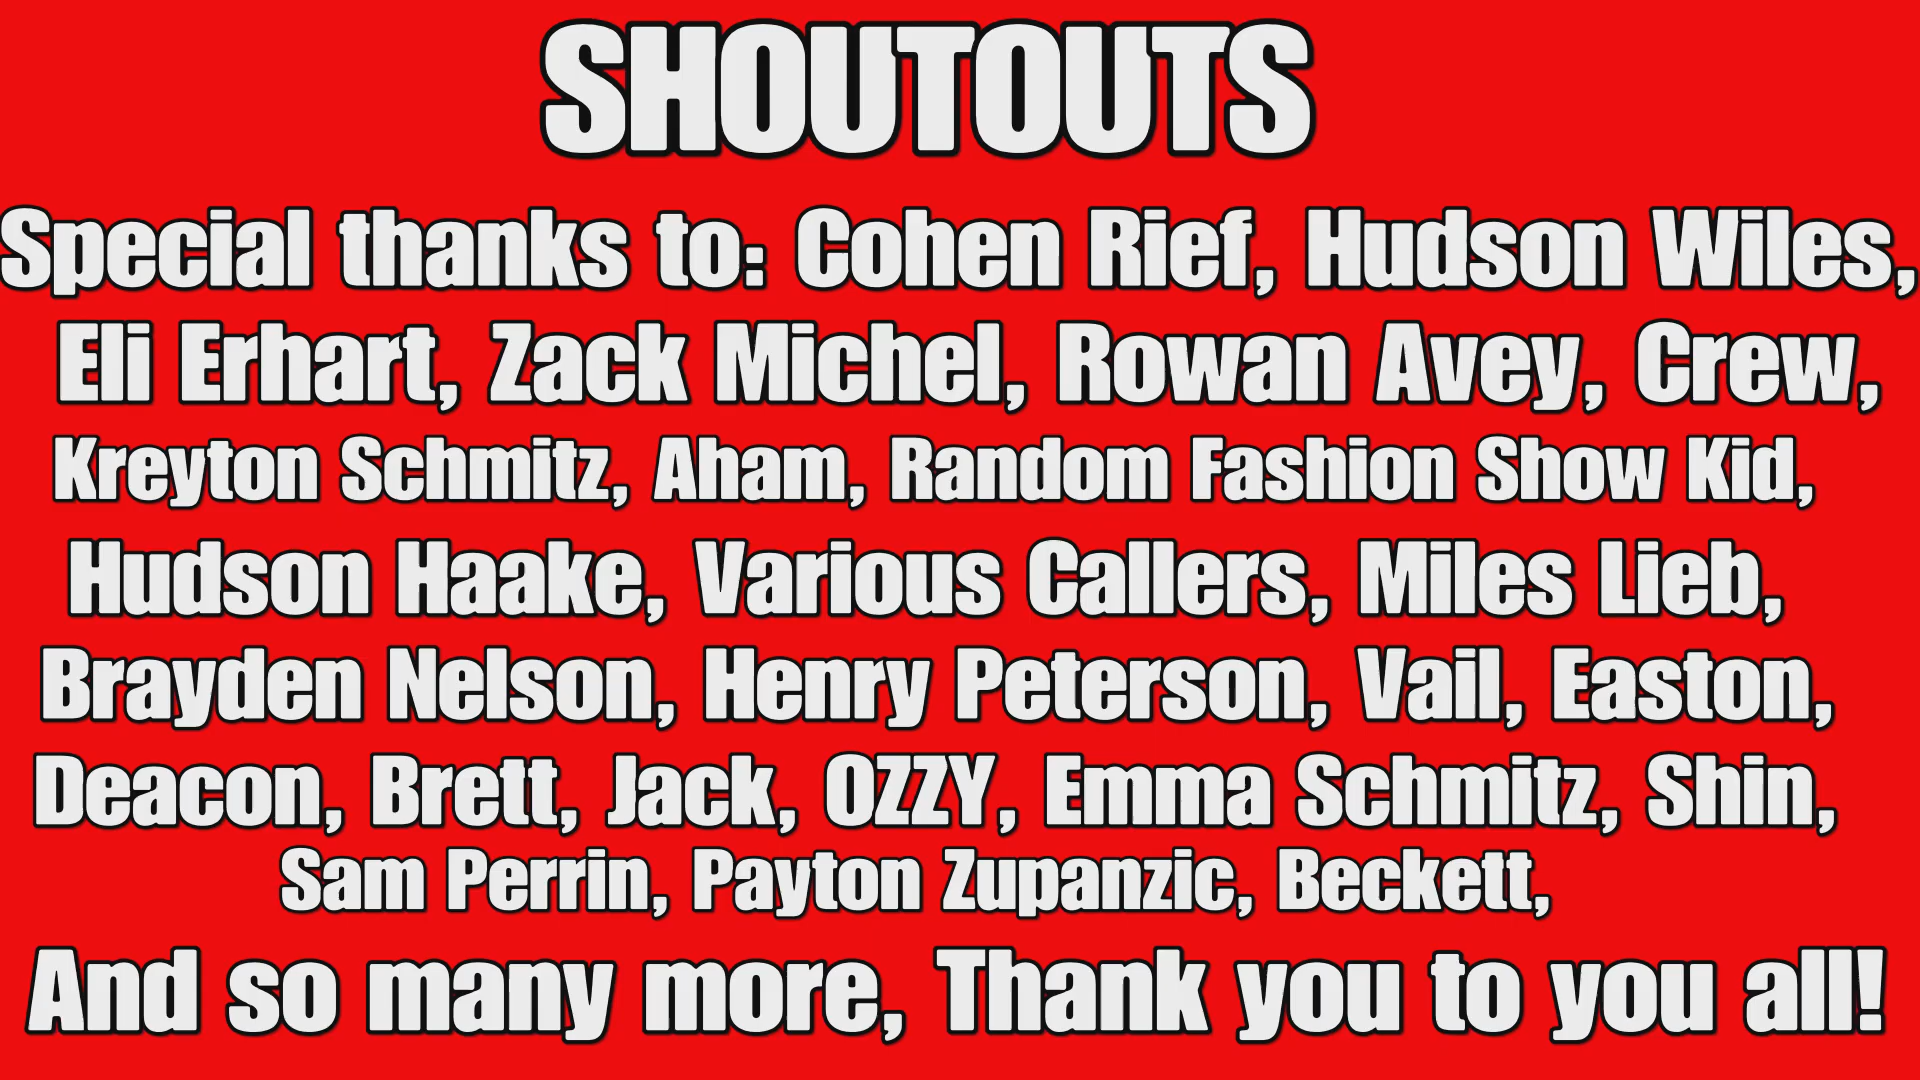 SHOUTOUTS
Special thanks to: Cohen Rief, Hudson Wiles,
Eli Erhart, Zack Michel, Rowan Avey, Crew,
Kreyton Schmitz, Aham, Random Fashion Show Kid,
Hudson Haake, Various Callers, Miles Lieb,
Brayden Nelson, Henry Peterson, Vail, Easton,
Deacon, Brett, Jack, OZZY, Emma Schmitz, Shin,
Sam Perrin, Payton Zupanzic, Beckett,
And so many more, Thank you to you all!